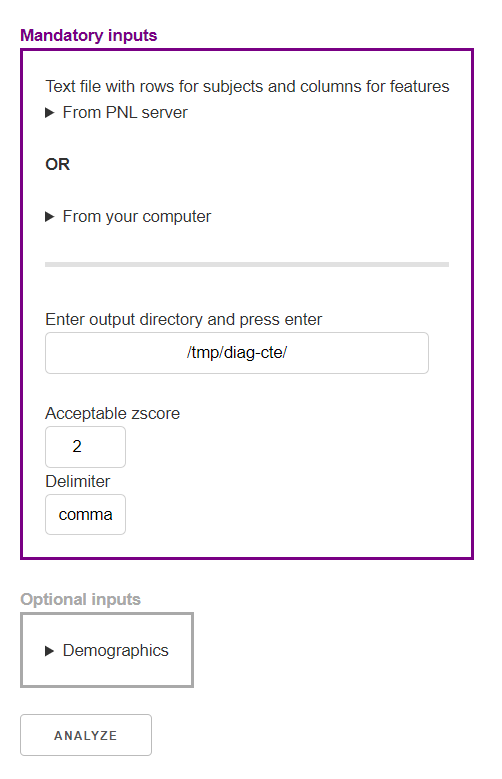 Mandatory inputs
Text file with rows for subjects and columns for features
From PNL server
OR
From your computer
Enter output directory and press enter
/tmp/diag-cte/
Acceptable zscore
2
Delimiter
comma
Optional inputs
Demographics
ANALYZE